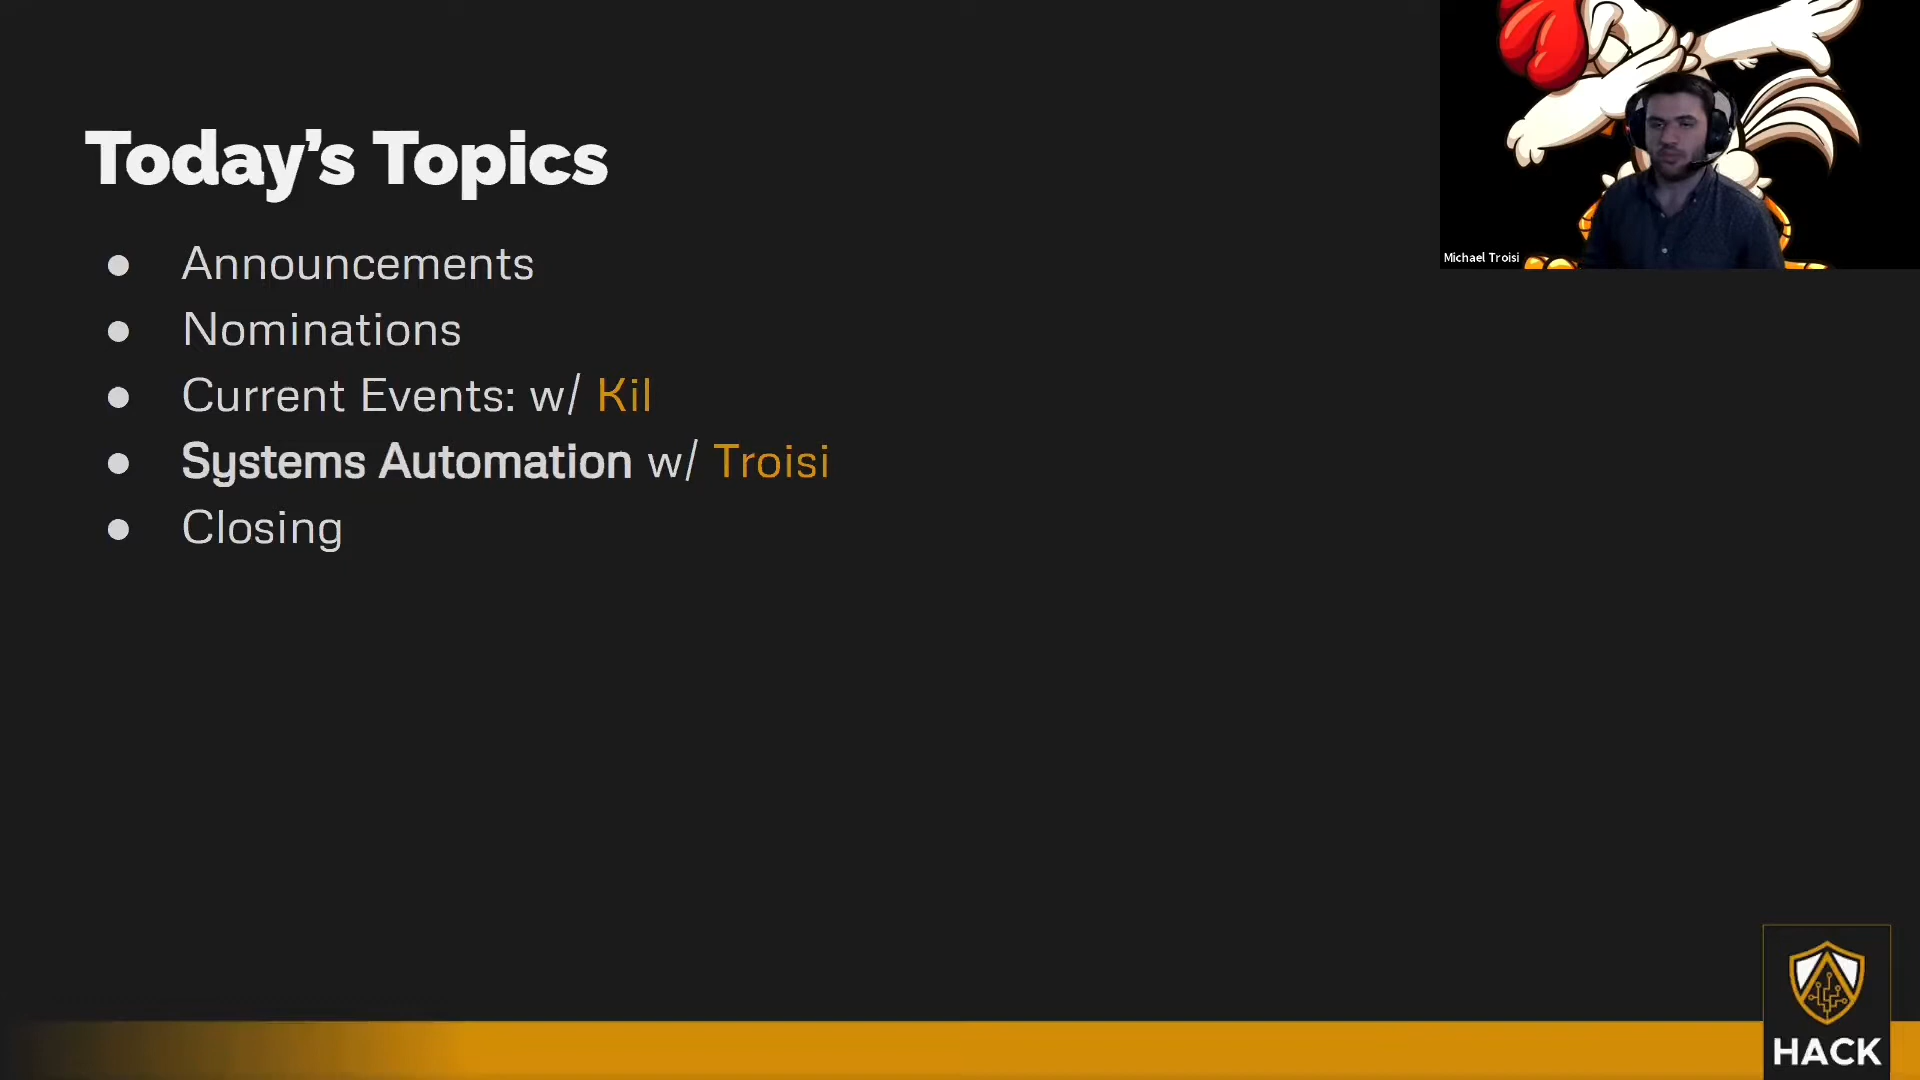 Today's Topics
Announcements
Nominations
Current Events: w/ Kil
Systems Automation w/ Troisi
Closing
Michael Troisi
HACK